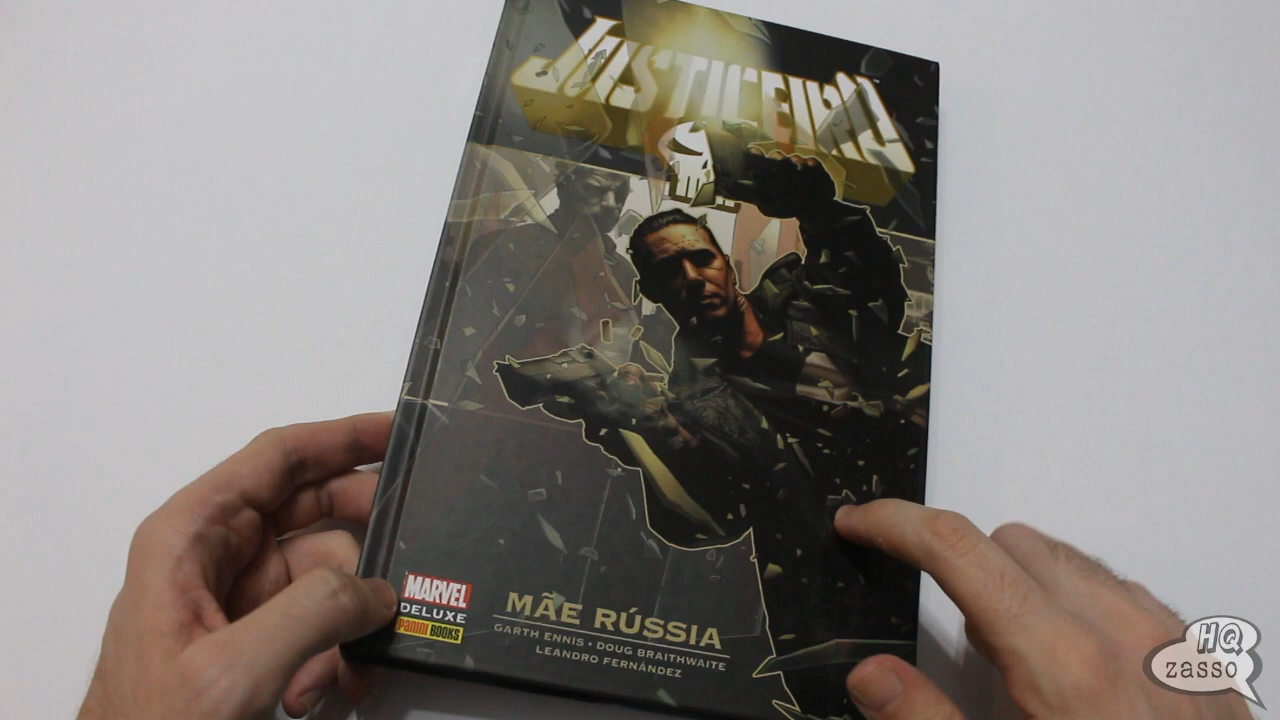 JUSTICEIRO
MARVEL
DELUXE
PANINI BOOKS
MÃE RÚSSIA
GARTH ENNIS • DOUG BRAITHWAITE
LEANDRO FERNÁNDEZ
HQ
zasso